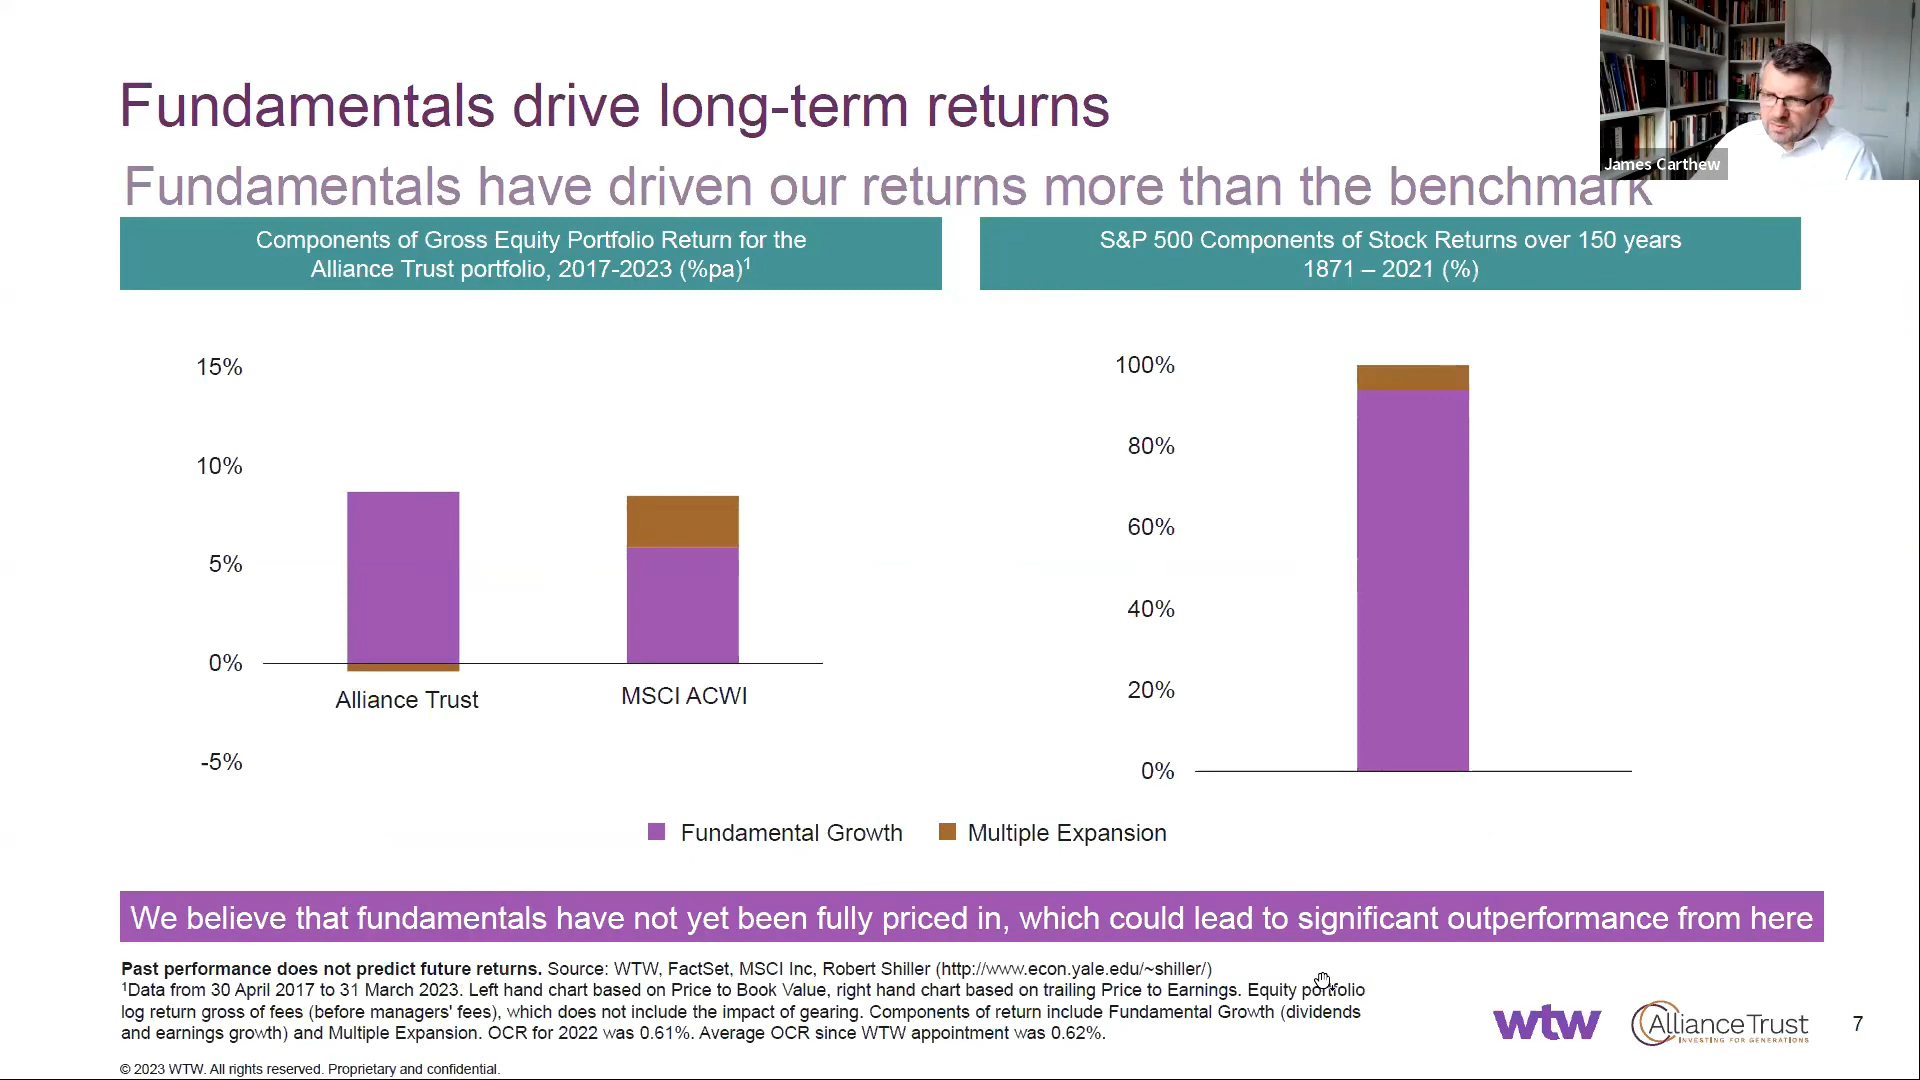 Fundamentals drive long-term returns
James Carthew
Fundamentals have driven our returns more than the benchmark
Components of Gross Equity Portfolio Return for the
Alliance Trust portfolio, 2017-2023 (%pa)¹
S&P 500 Components of Stock Returns over 150 years
1871 – 2021 (%)
15%
10%
5%
0%
-5%
Alliance Trust
MSCI ACWI
100%
80%
60%
40%
20%
0%
Fundamental Growth
Multiple Expansion
We believe that fundamentals have not yet been fully priced in, which could lead to significant outperformance from here
Past performance does not predict future returns. Source: WTW, FactSet, MSCI Inc, Robert Shiller (http://www.econ.yale.edu/~shiller/)
¹Data from 30 April 2017 to 31 March 2023. Left hand chart based on Price to Book Value, right hand chart based on trailing Price to Earnings. Equity portfolio
log return gross of fees (before managers' fees), which does not include the impact of gearing. Components of return include Fundamental Growth (dividends
and earnings growth) and Multiple Expansion. OCR for 2022 was 0.61%. Average OCR since WTW appointment was 0.62%.
wtw
Alliance Trust
INVESTING FOR GENERATIONS
7
© 2023 WTW. All rights reserved. Proprietary and confidential.